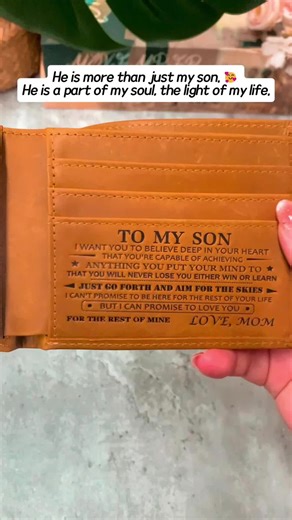 He is more than just my son, 🥰
He is a part of my soul, the light of my life.
TO MY SON
I WANT YOU TO BELIEVE DEEP IN YOUR HEART
THAT YOU'RE CAPABLE OF ACHIEVING
ANYTHING YOU PUT YOUR MIND TO
THAT YOU WILL NEVER LOSE YOU EITHER WIN OR LEARN
JUST GO FORTH AND AIM FOR THE SKIES
I CAN'T PROMISE TO BE HERE FOR THE REST OF YOUR LIFE
BUT I CAN PROMISE TO LOVE YOU
FOR THE REST OF MINE LOVE, MOM